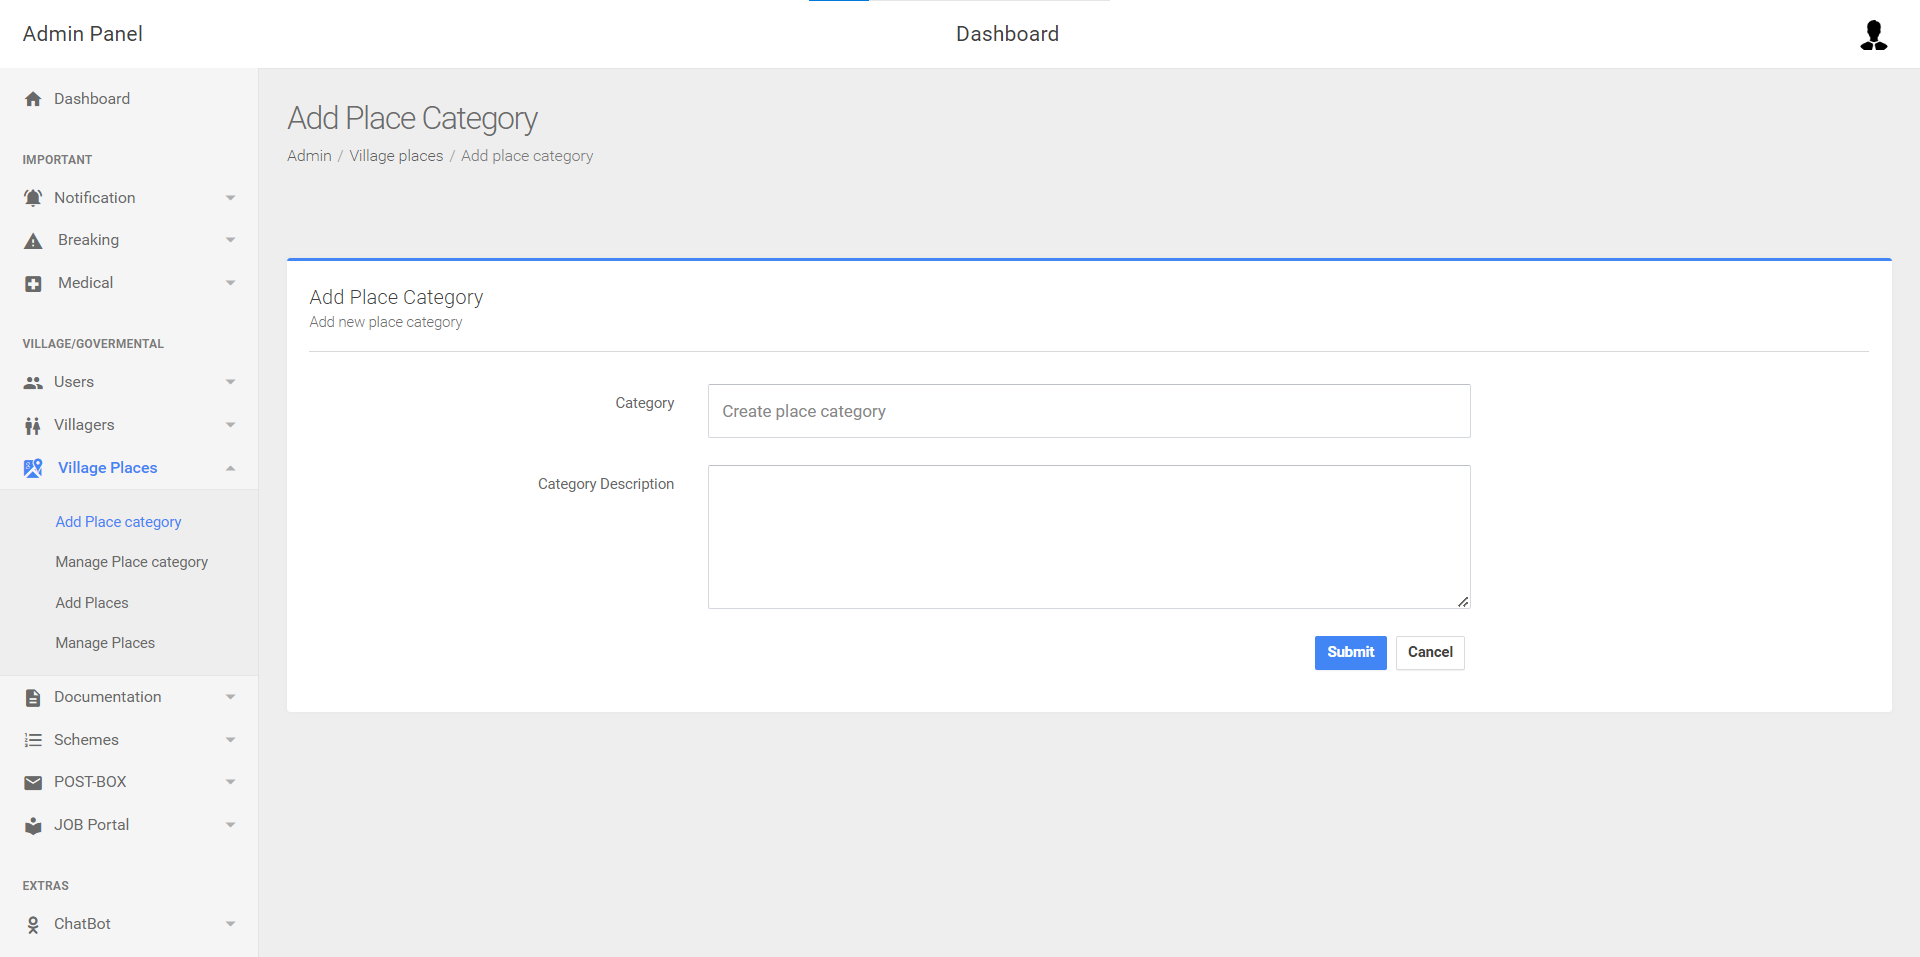 Admin Panel
Dashboard
Dashboard
IMPORTANT
Notification
Breaking
Medical
VILLAGE/GOVERMENTAL
Users
Villagers
Village Places
Add Place category
Manage Place category
Add Places
Manage Places
Documentation
Schemes
POST-BOX
JOB Portal
EXTRAS
ChatBot
Add Place Category
Admin / Village places / Add place category
Add Place Category
Add new place category
Category
Create place category
Category Description
Submit
Cancel